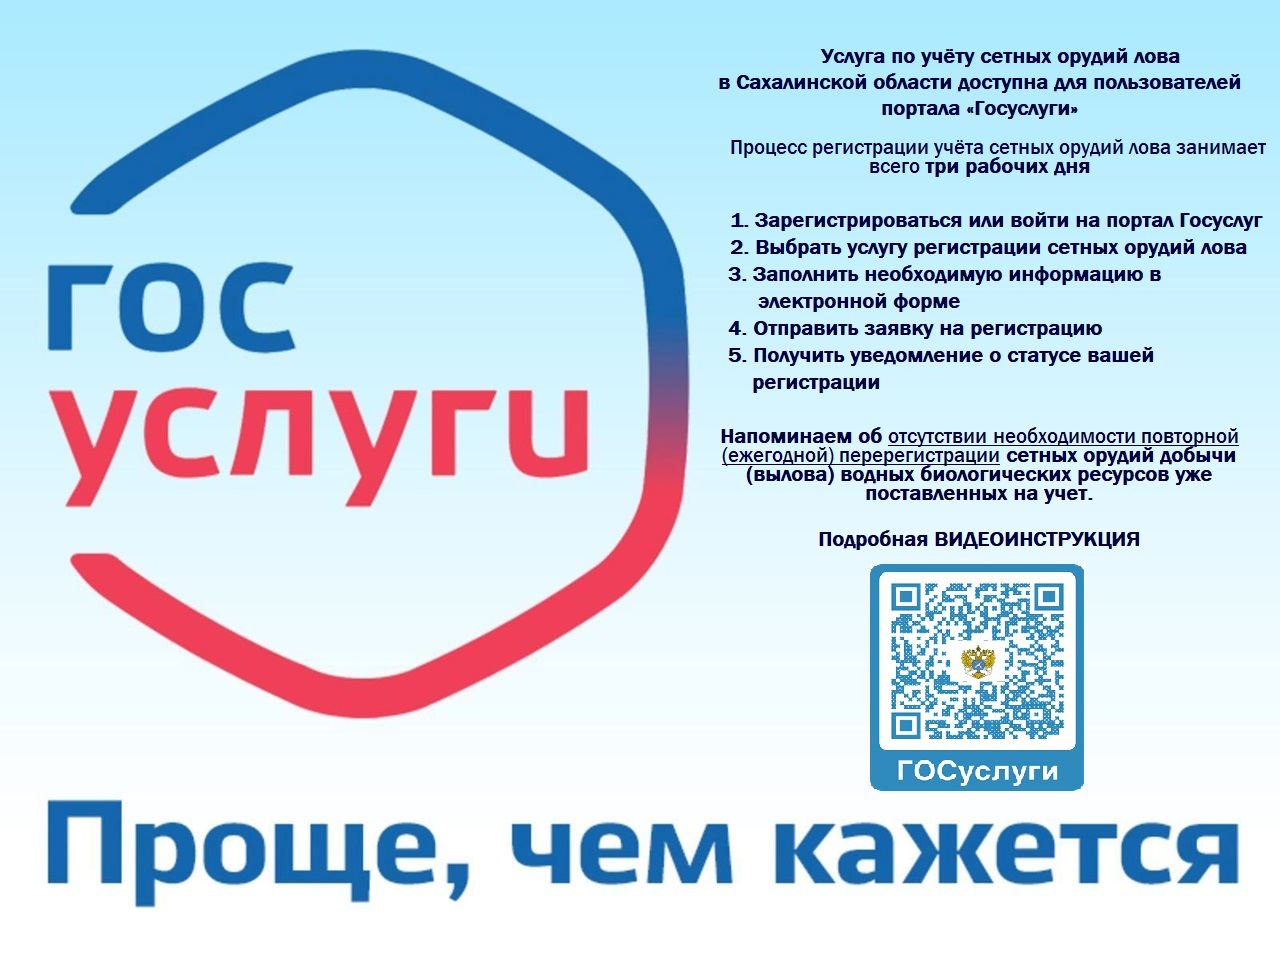 гос
услуги
Услуга по учёту сетных орудий лова
в Сахалинской области доступна для пользователей
портала «Госуслуги»
Процесс регистрации учёта сетных орудий лова занимает
всего три рабочих дня
1. Зарегистрироваться или войти на портал Госуслуг
2. Выбрать услугу регистрации сетных орудий лова
3. Заполнить необходимую информацию в
электронной форме
4. Отправить заявку на регистрацию
5. Получить уведомление о статусе вашей
регистрации
Напоминаем об отсутствии необходимости повторной
(ежегодной) перерегистрации сетных орудий добычи
(вылова) водных биологических ресурсов уже
поставленных на учет.
Подробная ВИДЕОИНСТРУКЦИЯ
ГОСуслуги
Проще, чем кажется